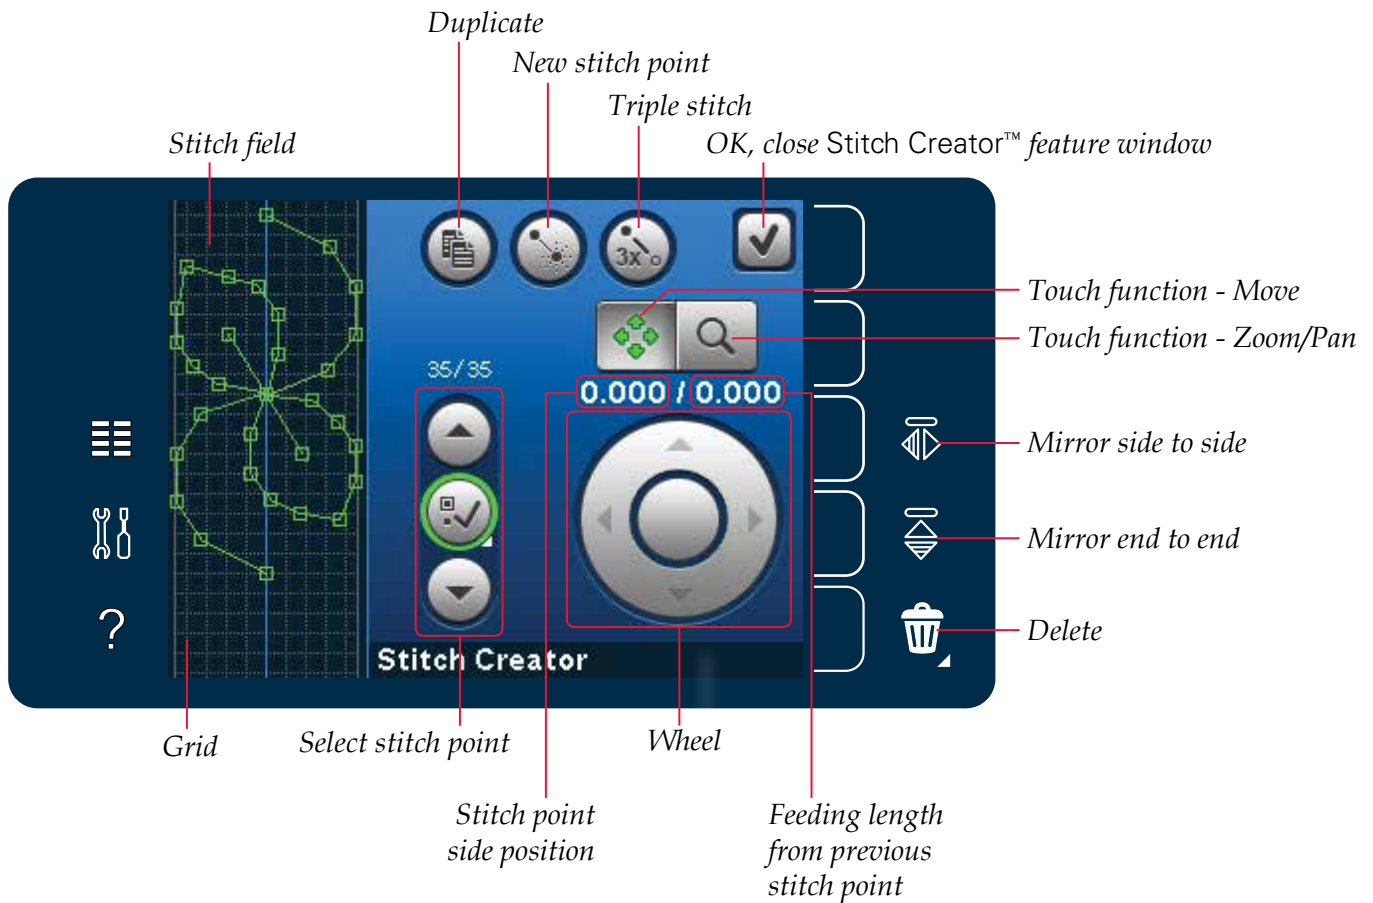 Duplicate
New stitch point
Triple stitch
Stitch field
OK, close Stitch Creator™ feature window
3x
Touch function - Move
Touch function - Zoom/Pan
35/35
0.000 / 0.000
Mirror side to side
Mirror end to end
?
Delete
Stitch Creator
Grid
Select stitch point
Wheel
Stitch point
side position
Feeding length
from previous
stitch point